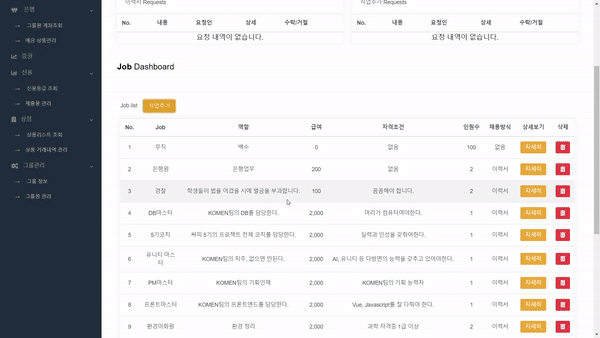 은행
그룹원 계좌조회
예금 상품관리
증권
신용
신용등급 조회
제출물 관리
상점
상품리스트 조회
상품 거래내역 관리
그룹관리
그룹 정보
그룹원 관리
이력서 Requests
No. 내용 요청인 상세 수락/거절
요청 내역이 없습니다.
직업추가 Requests
No. 내용 요청인 상세 수락/거절
요청 내역이 없습니다.
Job Dashboard
Job list 직업추가
No. Job 역할 급여 자격조건 인원수 채용방식 상세보기 삭제
1 무직 백수 0 없음 100 없음 자세히
2 은행원 은행업무 200 없음 2 이력서 자세히
3 경찰 학생들이 법을 어겼을 시에 벌금을 부과합니다. 100 꼼꼼해야 합니다. 2 이력서 자세히
4 DB마스터 KOMEN팀의 DB를 담당한다. 2,000 머리가 컴퓨터여야한다. 1 이력서 자세히
5 5기코치 싸피 5기의 프로젝트 전체 코치를 담당한다. 2,000 실력과 인성을 갖춰야한다. 1 이력서 자세히
6 유니티 마스터 KOMEN팀의 지주, 없으면 안된다. 2,000 AI, 유니티 등 다방면의 능력을 갖추고 있어야한다. 1 이력서 자세히
7 PM마스터 KOMEN팀의 기획인재 2,000 KOMEN팀의 기획 능력자 1 이력서 자세히
8 프론트마스터 KOMEN팀의 프론트엔드를 담당한다. 2,000 Vue, Javascript를 잘 다뤄야 한다. 1 이력서 자세히
9 환경미화원 환경 정리 2,000 과학 자격증 1급 이상 2 이력서 자세히